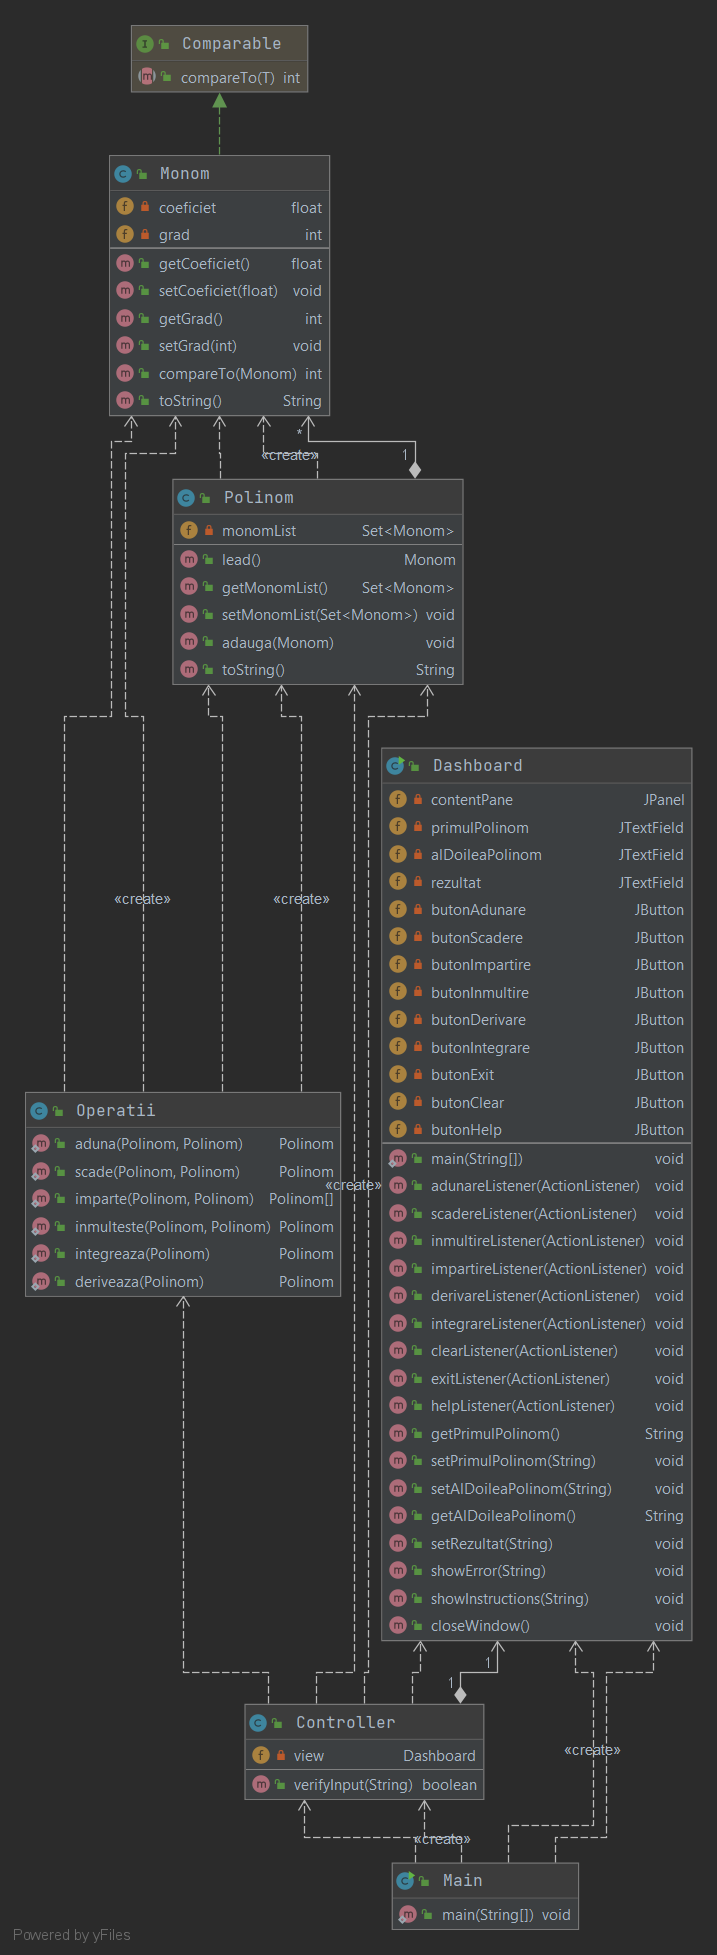 Comparable
compareTo(T) int
Monom
coeficiet float
grad int
getCoeficiet() float
setCoeficiet(float) void
getGrad() int
setGrad(int) void
compareTo(Monom) int
toString() String
*
«create»
1
Polinom
monomList Set<Monom>
lead() Monom
getMonomList() Set<Monom>
setMonomList(Set<Monom>) void
adauga(Monom) void
toString() String
Dashboard
contentPane JPanel
primulPolinom JTextField
alDoileaPolinom JTextField
rezultat JTextField
butonAdunare JButton
butonScadere JButton
butonImpartire JButton
butonInmultire JButton
butonDerivare JButton
butonIntegrare JButton
butonExit JButton
butonClear JButton
butonHelp JButton
main(String[]) void
adunareListener(ActionListener) void
scadereListener(ActionListener) void
inmultireListener(ActionListener) void
impartireListener(ActionListener) void
derivareListener(ActionListener) void
integrareListener(ActionListener) void
clearListener(ActionListener) void
exitListener(ActionListener) void
helpListener(ActionListener) void
getPrimulPolinom() String
setPrimulPolinom(String) void
setAlDoileaPolinom(String) void
getAlDoileaPolinom() String
setRezultat(String) void
showError(String) void
showInstructions(String) void
closeWindow() void
«create»
«create»
Operatii
aduna(Polinom, Polinom) Polinom
scade(Polinom, Polinom) Polinom
imparte(Polinom, Polinom) Polinom[]
inmulteste(Polinom, Polinom) Polinom
integreaza(Polinom) Polinom
deriveaza(Polinom) Polinom
«create»
1
1
Controller
view Dashboard
verifyInput(String) boolean
«create»
«create»
Main
main(String[]) void
Powered by yFiles